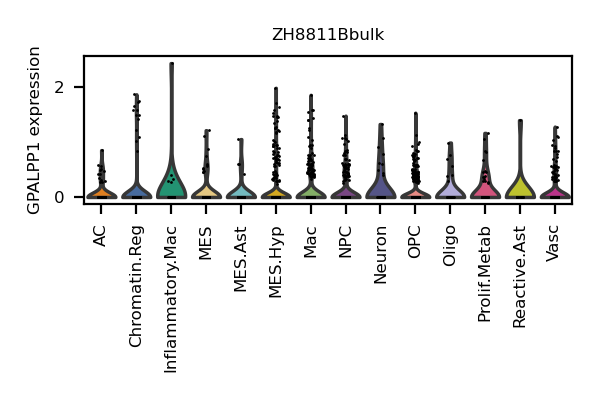 ZH8811Bbulk
GPALPP1 expression
2
0
AC
Chromatin.Reg
Inflammatory.Mac
MES
MES.Ast
MES.Hyp
Mac
NPC
Neuron
OPC
Oligo
Prolif.Metab
Reactive.Ast
Vasc